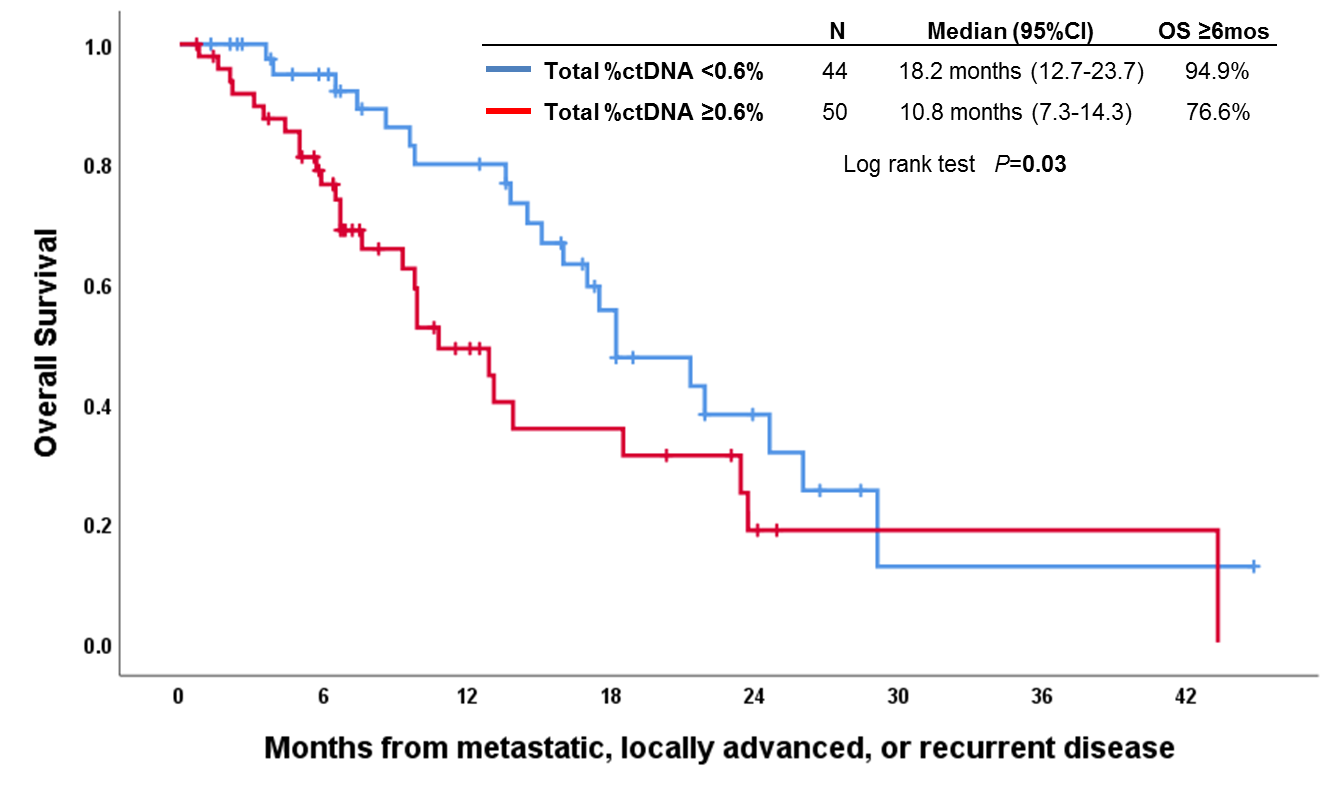 N Median (95%CI) OS ≥6mos
Total %ctDNA <0.6% 44 18.2 months (12.7-23.7) 94.9%
Total %ctDNA ≥0.6% 50 10.8 months (7.3-14.3) 76.6%
Log rank test P=0.03
Overall Survival
1.0
0.8
0.6
0.4
0.2
0.0
0 6 12 18 24 30 36 42
Months from metastatic, locally advanced, or recurrent disease